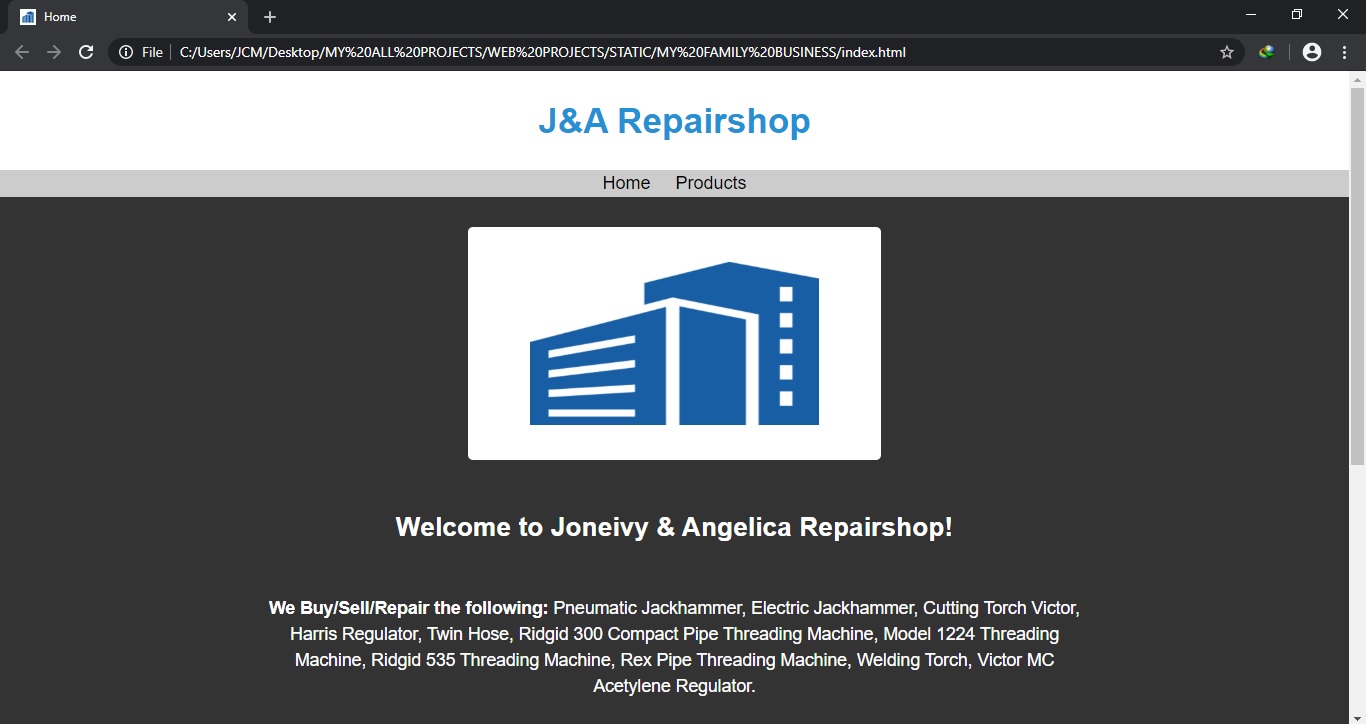 Home
File C:/Users/JCM/Desktop/MY%20ALL%20PROJECTS/WEB%20PROJECTS/STATIC/MY%20FAMILY%20BUSINESS/index.html
J&A Repairshop
Home Products
Welcome to Joneivy & Angelica Repairshop!
We Buy/Sell/Repair the following: Pneumatic Jackhammer, Electric Jackhammer, Cutting Torch Victor,
Harris Regulator, Twin Hose, Ridgid 300 Compact Pipe Threading Machine, Model 1224 Threading
Machine, Ridgid 535 Threading Machine, Rex Pipe Threading Machine, Welding Torch, Victor MC
Acetylene Regulator.